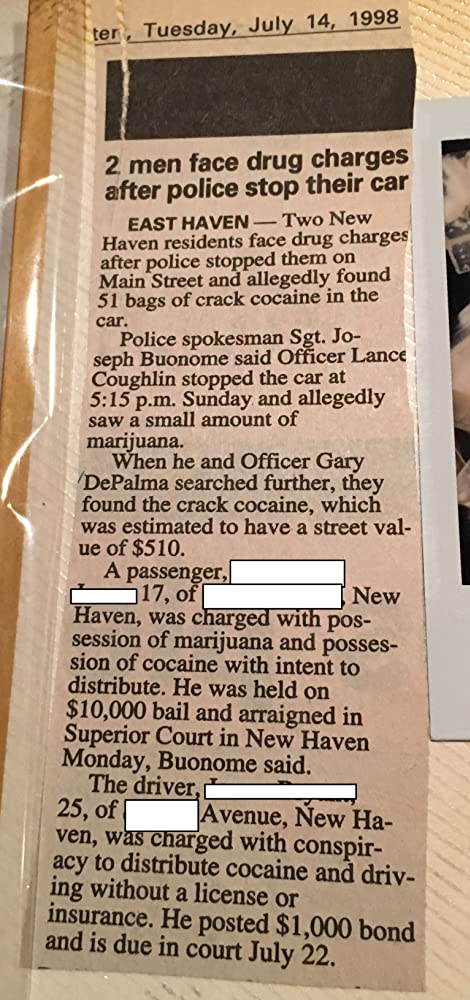 ter, Tuesday, July 14, 1998
2 men face drug charges
after police stop their car
EAST HAVEN — Two New
Haven residents face drug charges
after police stopped them on
Main Street and allegedly found
51 bags of crack cocaine in the
car.
Police spokesman Sgt. Jo-
seph Buonome said Officer Lance
Coughlin stopped the car at
5:15 p.m. Sunday and allegedly
saw a small amount of
marijuana.
When he and Officer Gary
DePalma searched further, they
found the crack cocaine, which
was estimated to have a street val-
ue of $510.
A passenger,
17, of New
Haven, was charged with pos-
session of marijuana and posses-
sion of cocaine with intent to
distribute. He was held on
$10,000 bail and arraigned in
Superior Court in New Haven
Monday, Buonome said.
The driver,
25, of Avenue, New Ha-
ven, was charged with conspir-
acy to distribute cocaine and driv-
ing without a license or
insurance. He posted $1,000 bond
and is due in court July 22.